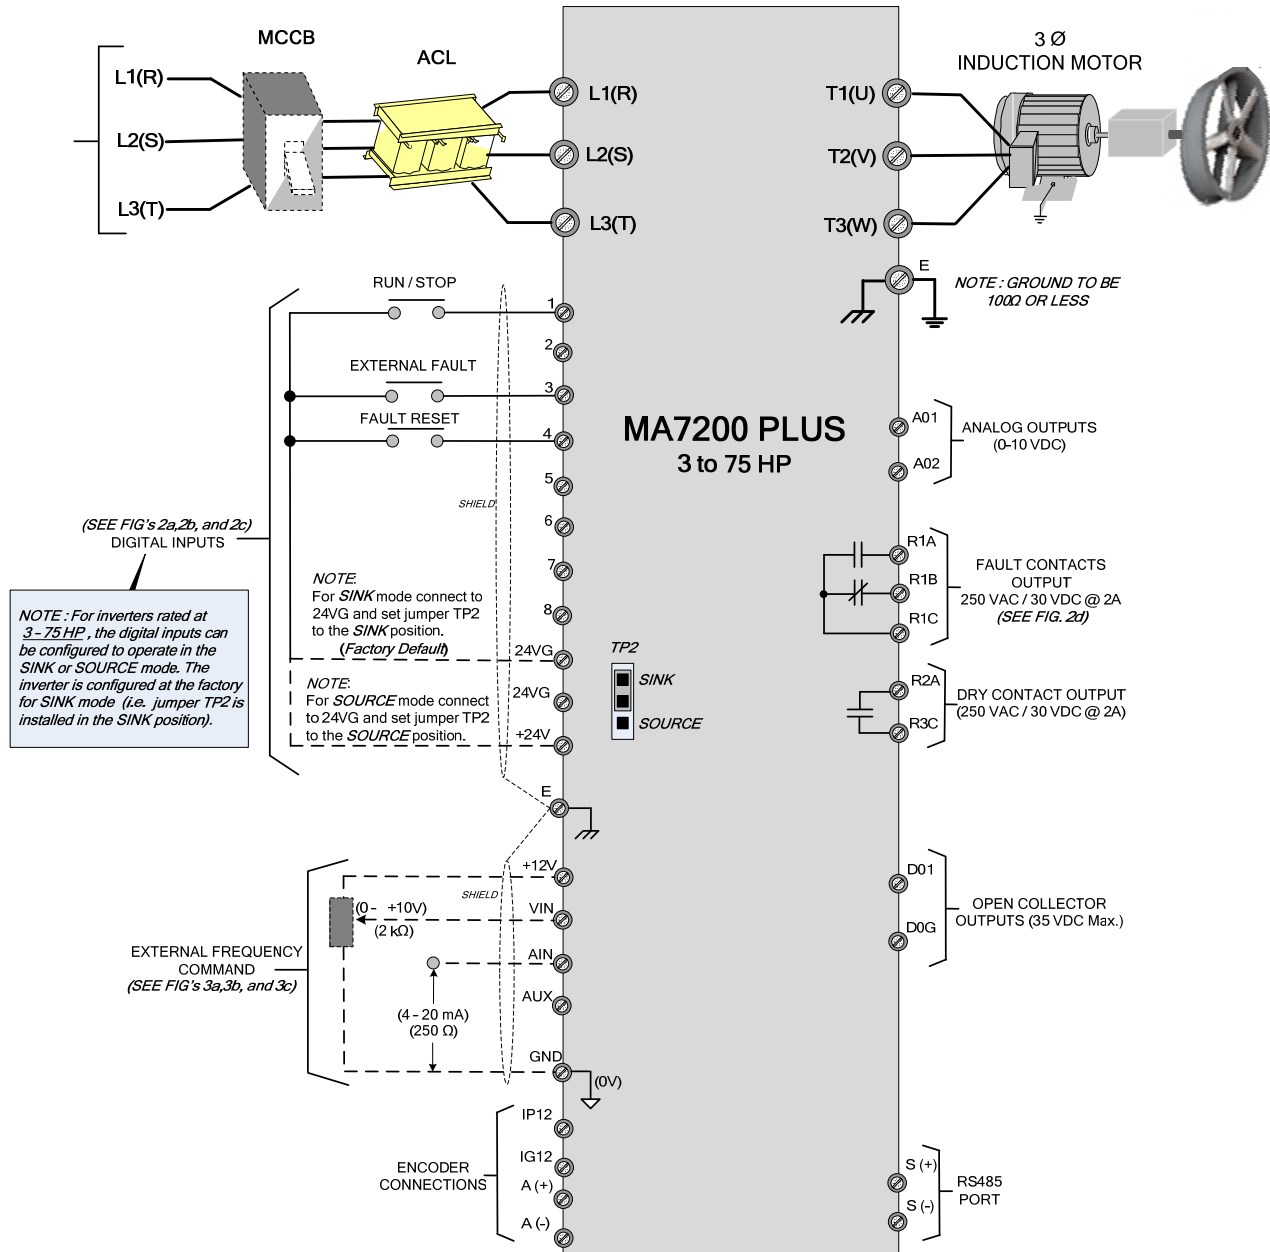 MCCB
ACL
L1(R)
L2(S)
L3(T)
L1(R)
L2(S)
L3(T)
T1(U)
T2(V)
T3(W)
3 Ø
INDUCTION MOTOR
E
NOTE : GROUND TO BE
100Ω OR LESS
MA7200 PLUS
3 to 75 HP
RUN / STOP
1
2
EXTERNAL FAULT
3
FAULT RESET
4
5
SHIELD
6
7
8
(SEE FIG's 2a,2b, and 2c)
DIGITAL INPUTS
NOTE : For inverters rated at
3 - 75 HP , the digital inputs can
be configured to operate in the
SINK or SOURCE mode. The
inverter is configured at the factory
for SINK mode (i.e. jumper TP2 is
installed in the SINK position).
NOTE:
For SINK mode connect to
24VG and set jumper TP2
to the SINK position.
(Factory Default)
24VG
NOTE:
For SOURCE mode connect
to 24VG and set jumper TP2
to the SOURCE position.
24VG
+24V
TP2
SINK
SOURCE
E
A01
A02
ANALOG OUTPUTS
(0-10 VDC)
R1A
R1B
R1C
FAULT CONTACTS
OUTPUT
250 VAC / 30 VDC @ 2A
(SEE FIG. 2d)
R2A
R3C
DRY CONTACT OUTPUT
(250 VAC / 30 VDC @ 2A)
D01
D0G
OPEN COLLECTOR
OUTPUTS (35 VDC Max.)
EXTERNAL FREQUENCY
COMMAND
(SEE FIG's 3a,3b, and 3c)
+12V
SHIELD
(0 - +10V)
(2 kΩ)
VIN
AIN
AUX
(4 - 20 mA)
(250 Ω)
GND
(0V)
ENCODER
CONNECTIONS
IP12
IG12
A (+)
A (-)
S (+)
S (-)
RS485
PORT